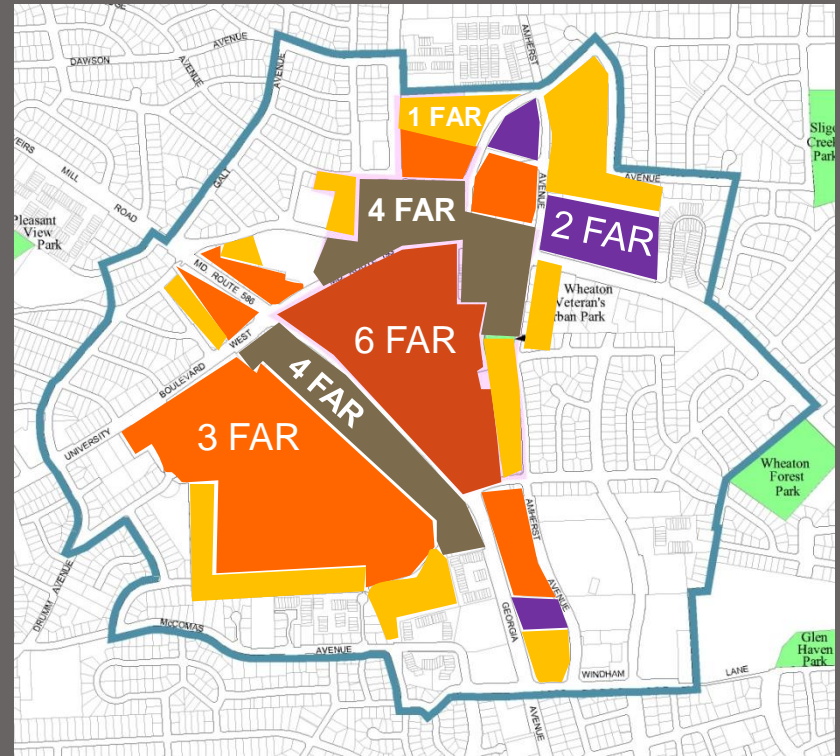 DAWSON
AVENUE
AVENUE
AVENUE
AMHERST
VEIRS
MILL
ROAD
GALT
1 FAR
Sligo
Creek
Park
AVENUE
AVENUE
Pleasant
View
Park
4 FAR
2 FAR
MD. ROUTE 586
Wheaton
Veteran's
Urban Park
6 FAR
WEST
BOULEVARD
UNIVERSITY
4 FAR
3 FAR
Wheaton
Forest
Park
AMHERST
AVENUE
DRUMM AVENUE
McCOMAS
AVENUE
GEORGIA
AVENUE
WINDHAM
LANE
Glen
Haven
Park